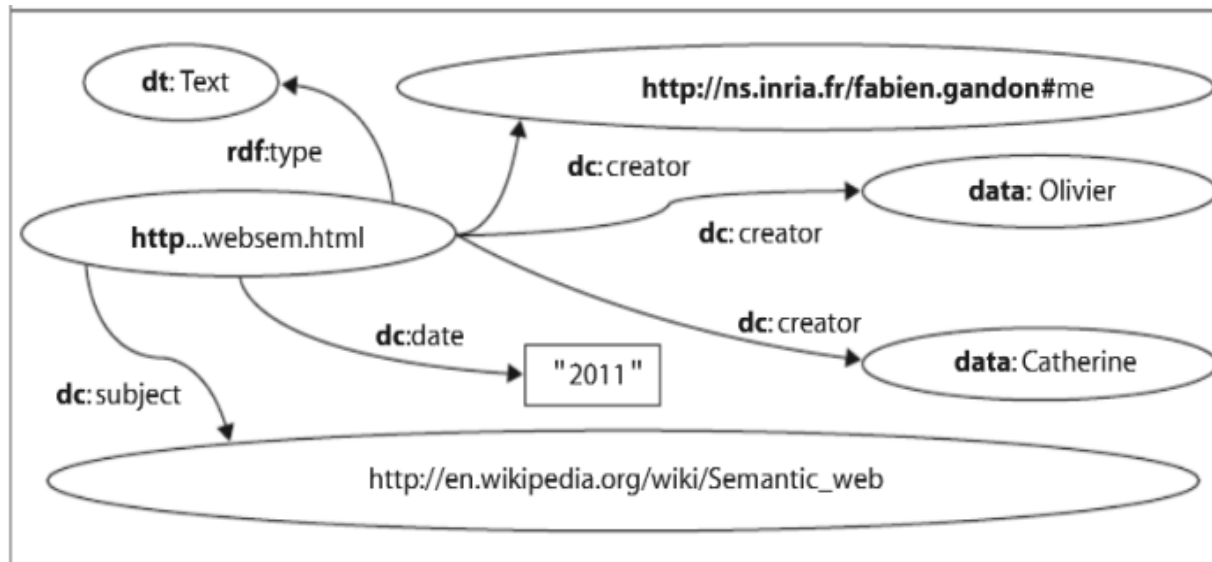 dt: Text
http://ns.inria.fr/fabien.gandon#me
rdf:type
dc: creator
data: Olivier
http...websem.html
dc: creator
dc: creator
dc:date
data: Catherine
"2011"
dc: subject
http://en.wikipedia.org/wiki/Semantic_web